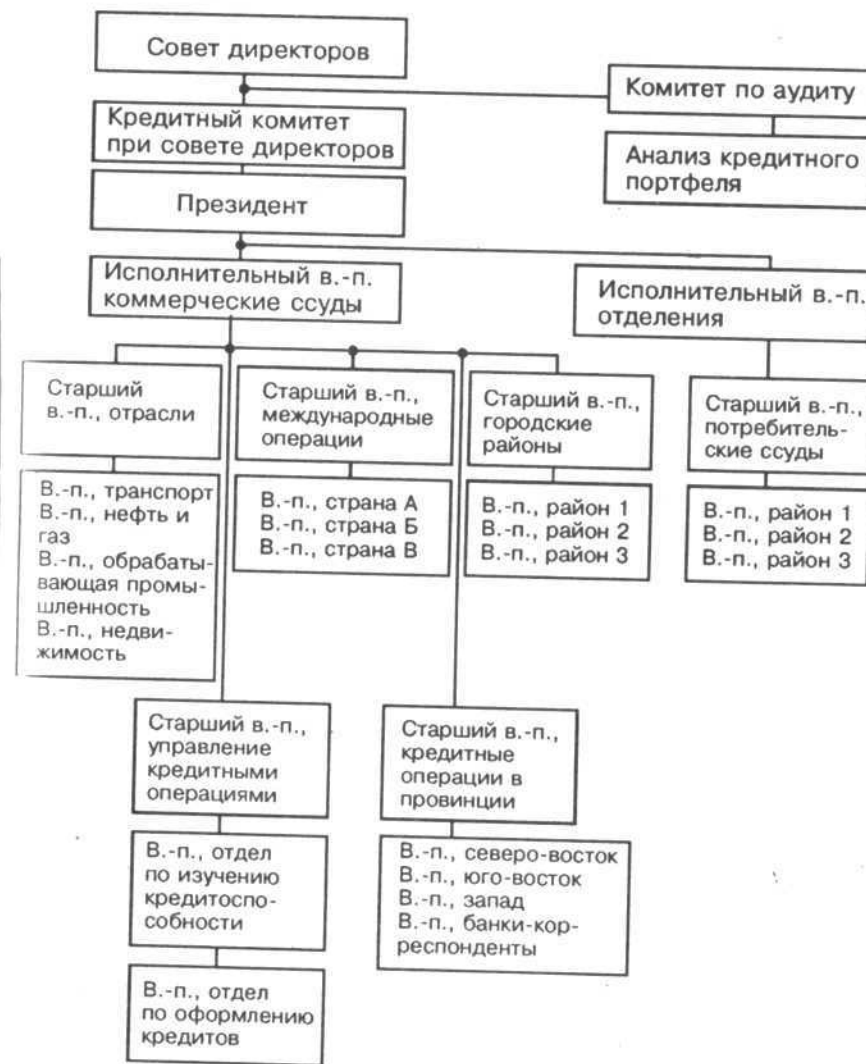 Совет директоров
Комитет по аудиту
Кредитный комитет
при совете директоров
Анализ кредитного
портфеля
Президент
Исполнительный в.-п.
коммерческие ссуды
Исполнительный в.-п.
отделения
Старший
в.-п., отрасли
Старший в.-п.,
международные
операции
Старший в.-п.,
городские
районы
Старший в.-п.,
потребитель-
ские ссуды
В.-п., транспорт
В.-п., нефть и
газ
В.-п., обрабаты-
вающая промы-
шленность
В.-п., недви-
жимость
В.-п., страна А
В.-п., страна Б
В.-п., страна В
В.-п., район 1
В.-п., район 2
В.-п., район 3
В.-п., район 1
В.-п., район 2
В.-п., район 3
Старший в.-п.,
управление
кредитными
операциями
Старший в.-п.,
кредитные
операции в
провинции
В.-п., отдел
по изучению
кредитоспо-
собности
В.-п., северо-восток
В.-п., юго-восток
В.-п., запад
В.-п., банки-кор-
респонденты
В.-п., отдел
по оформлению
кредитов